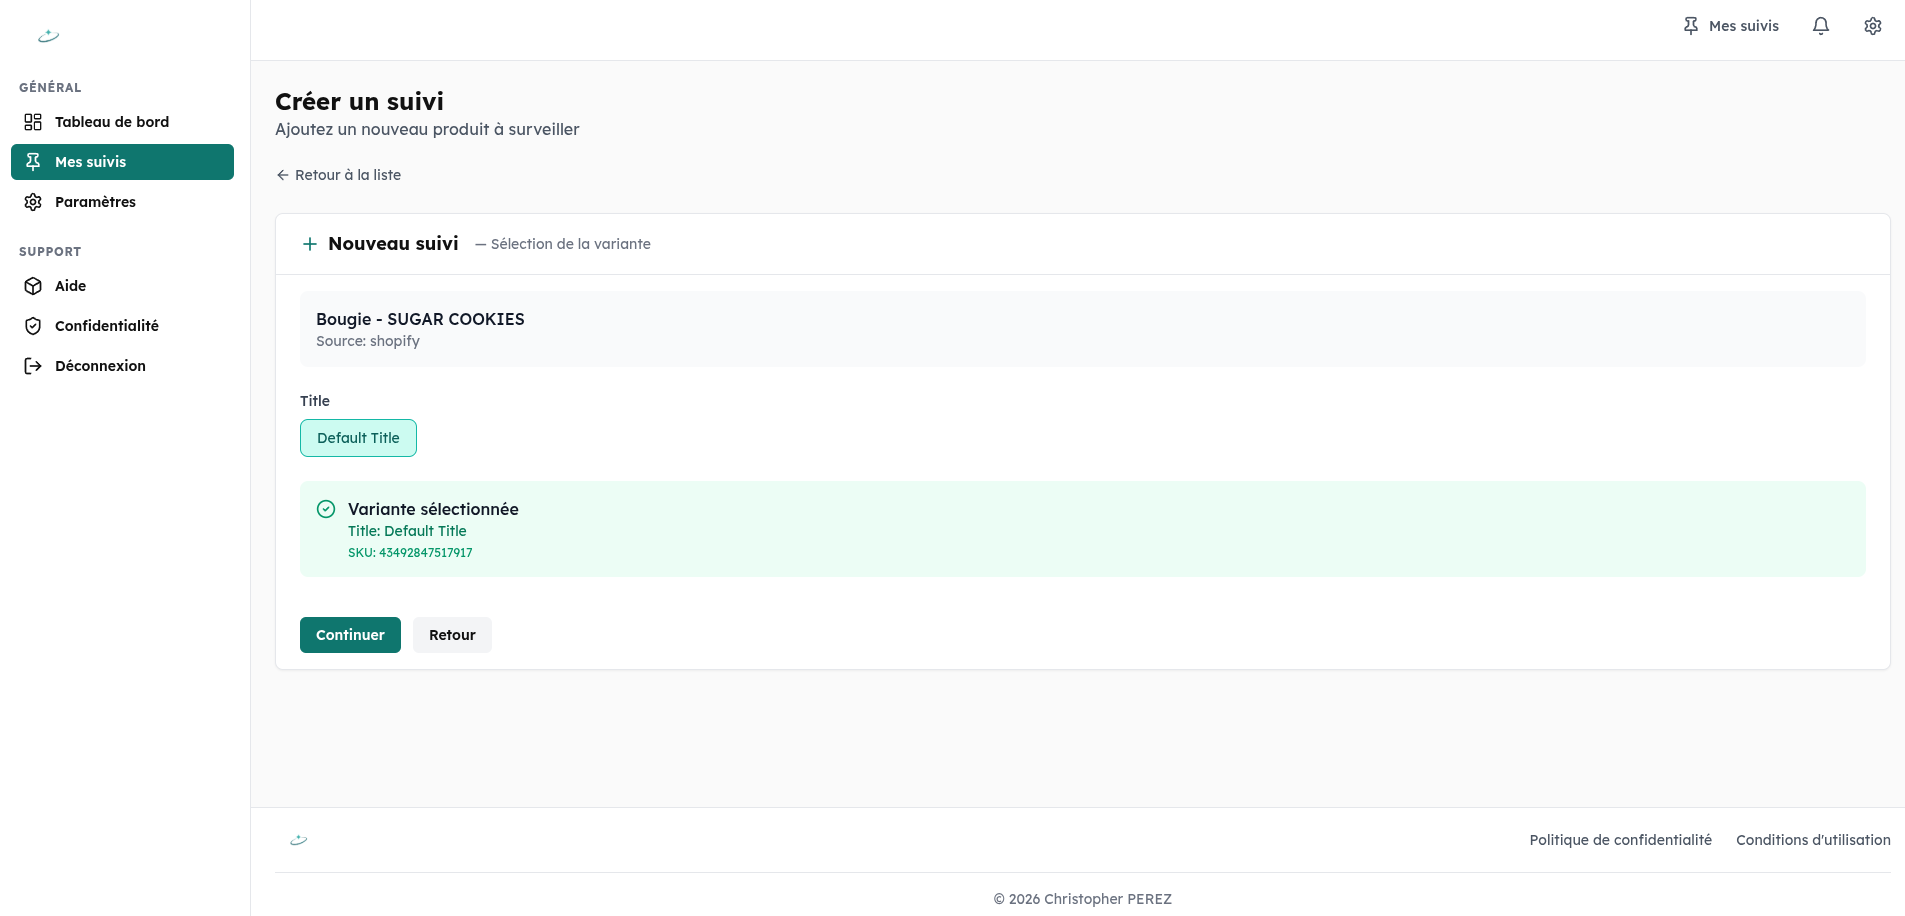 Mes suivis
GÉNÉRAL
Tableau de bord
Mes suivis
Paramètres
SUPPORT
Aide
Confidentialité
Déconnexion
Créer un suivi
Ajoutez un nouveau produit à surveiller
← Retour à la liste
+ Nouveau suivi — Sélection de la variante
Bougie - SUGAR COOKIES
Source: shopify
Title
Default Title
Variante sélectionnée
Title: Default Title
SKU: 43492847517917
Continuer Retour
Politique de confidentialité Conditions d'utilisation
© 2026 Christopher PEREZ